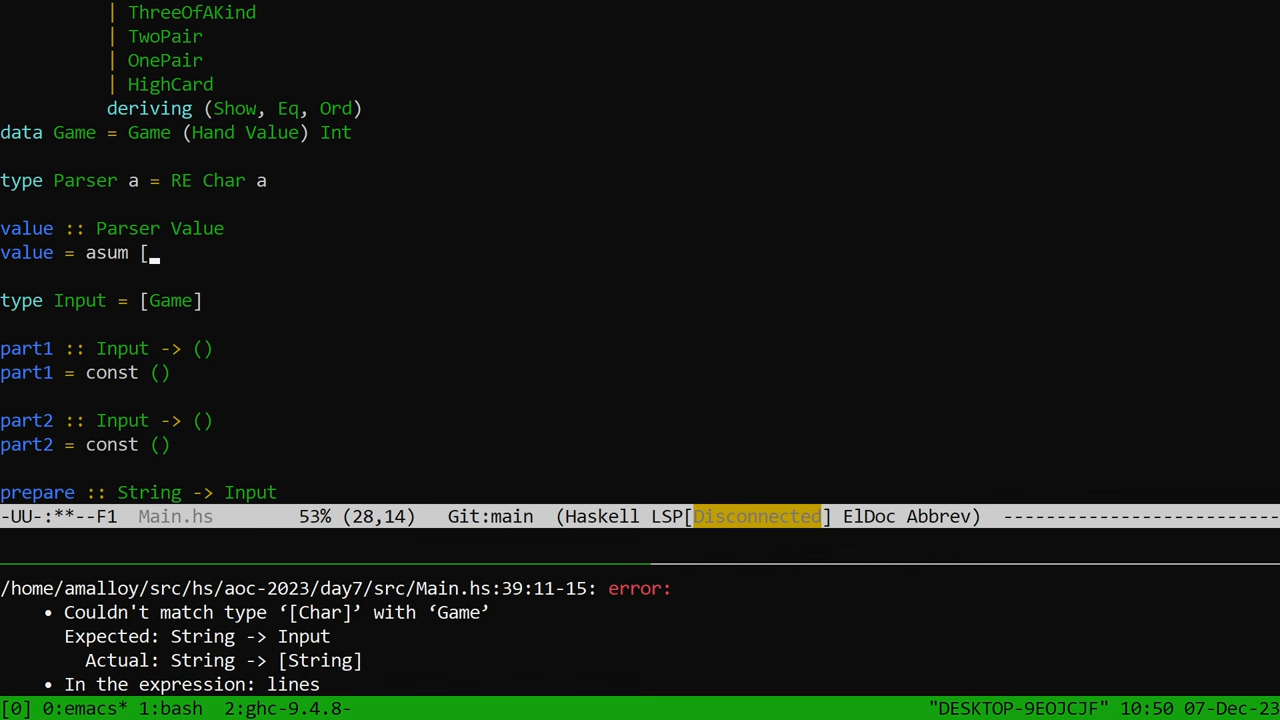 | ThreeOfAKind
| TwoPair
| OnePair
| HighCard
deriving (Show, Eq, Ord)
data Game = Game (Hand Value) Int
type Parser a = RE Char a
value :: Parser Value
value = asum [
type Input = [Game]
part1 :: Input -> ()
part1 = const ()
part2 :: Input -> ()
part2 = const ()
prepare :: String -> Input
-UU-:**--F1  Main.hs        53% (28,14)   Git:main  (Haskell LSP[Disconnected] ElDoc Abbrev) -------------------------
/home/amalloy/src/hs/aoc-2023/day7/src/Main.hs:39:11-15: error:
• Couldn't match type ‘[Char]’ with ‘Game’
Expected: String -> Input
Actual: String -> [String]
• In the expression: lines
[0] 0:emacs* 1:bash  2:ghc-9.4.8- "DESKTOP-9EOJCJF" 10:50 07-Dec-23